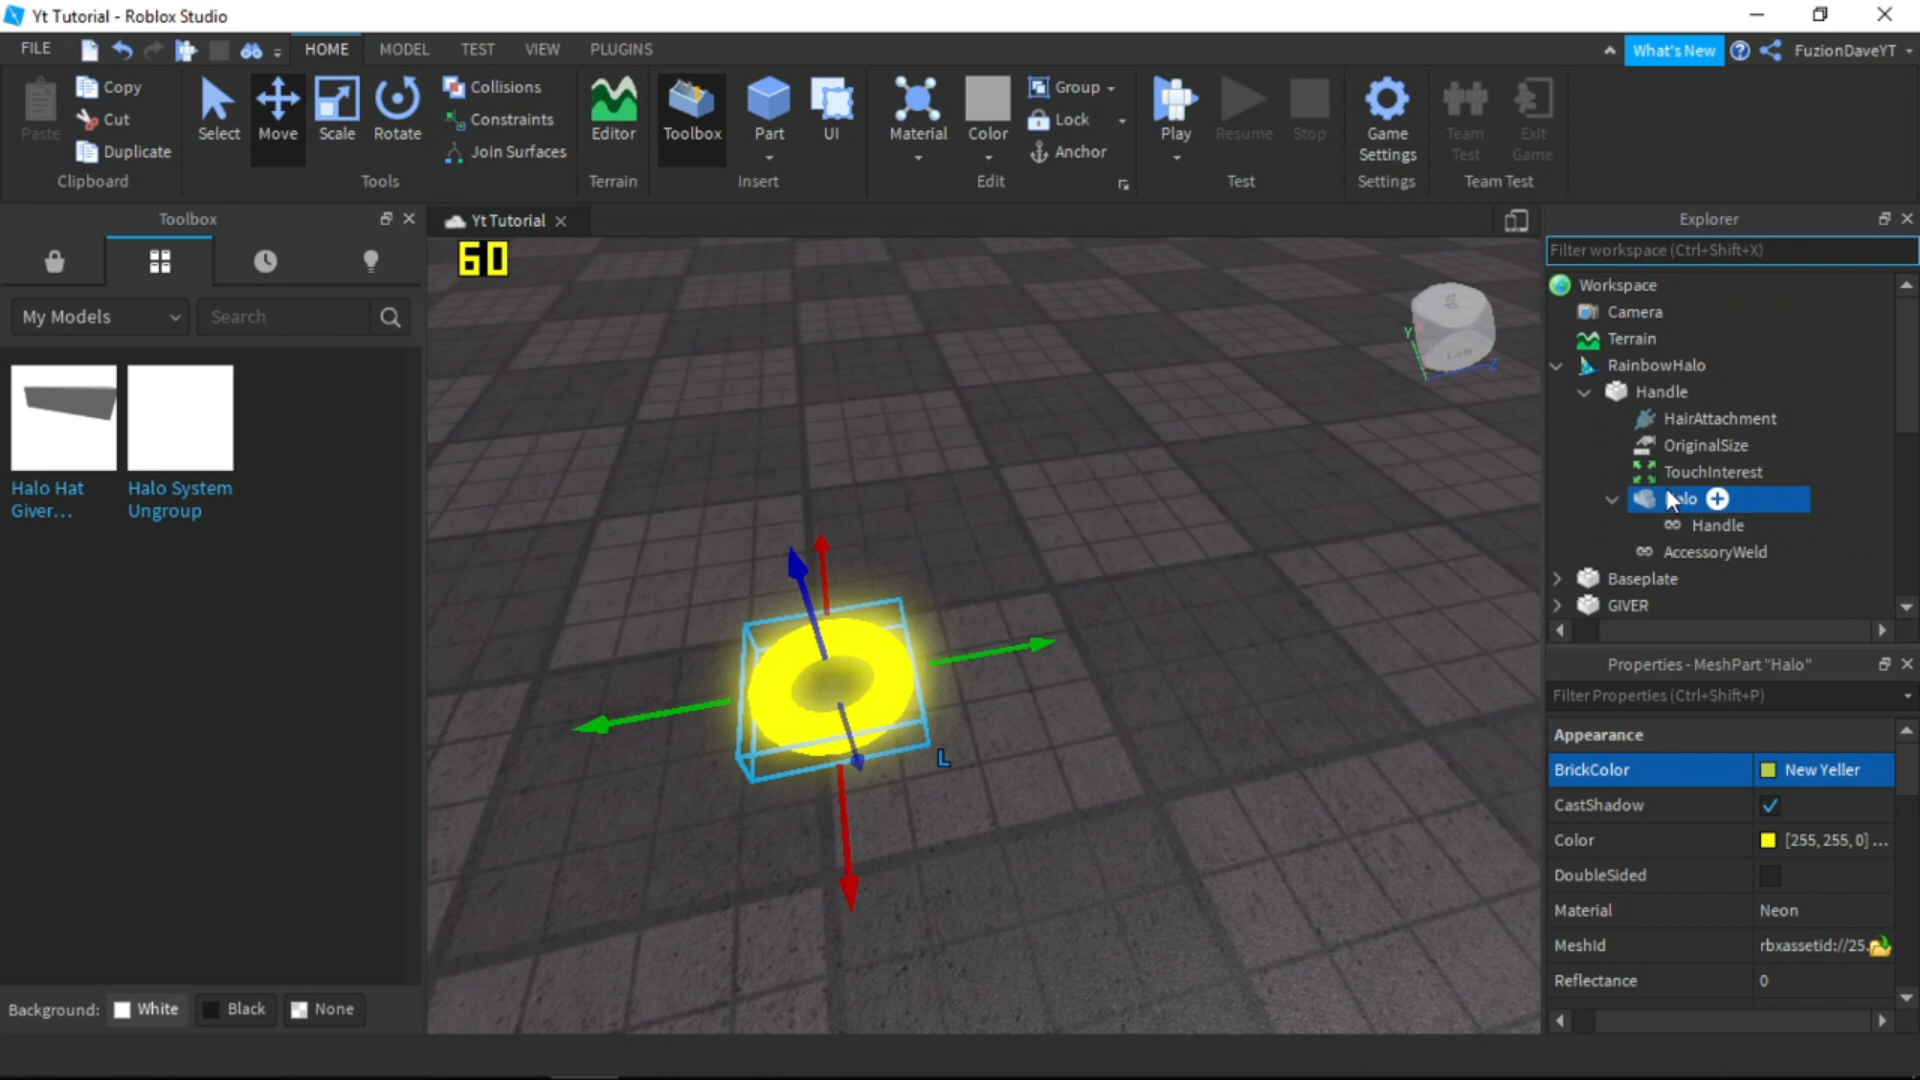 Yt Tutorial - Roblox Studio
FILE HOME MODEL TEST VIEW PLUGINS What's New FuzionDaveYT
Paste Copy Cut Duplicate
Clipboard
Select Move Scale Rotate Collisions Constraints Join Surfaces
Tools
Editor
Terrain
Toolbox Part UI
Insert
Material Color Group Lock Anchor
Edit
Play Resume Stop
Test
Game Settings
Settings
Team Test Exit Game
Team Test
Toolbox
My Models Search
Halo Hat Giver...
Halo System Ungroup
Background: White Black None
Yt Tutorial
60
Left
Y
Z
L
Explorer
Filter workspace (Ctrl+Shift+X)
Workspace
Camera
Terrain
RainbowHalo
Handle
HairAttachment
OriginalSize
TouchInterest
alo
Handle
AccessoryWeld
Baseplate
GIVER
Properties - MeshPart "Halo"
Filter Properties (Ctrl+Shift+P)
Appearance
BrickColor New Yeller
CastShadow
Color [255, 255, 0] ...
DoubleSided
Material Neon
MeshId rbxassetid://25.
Reflectance 0